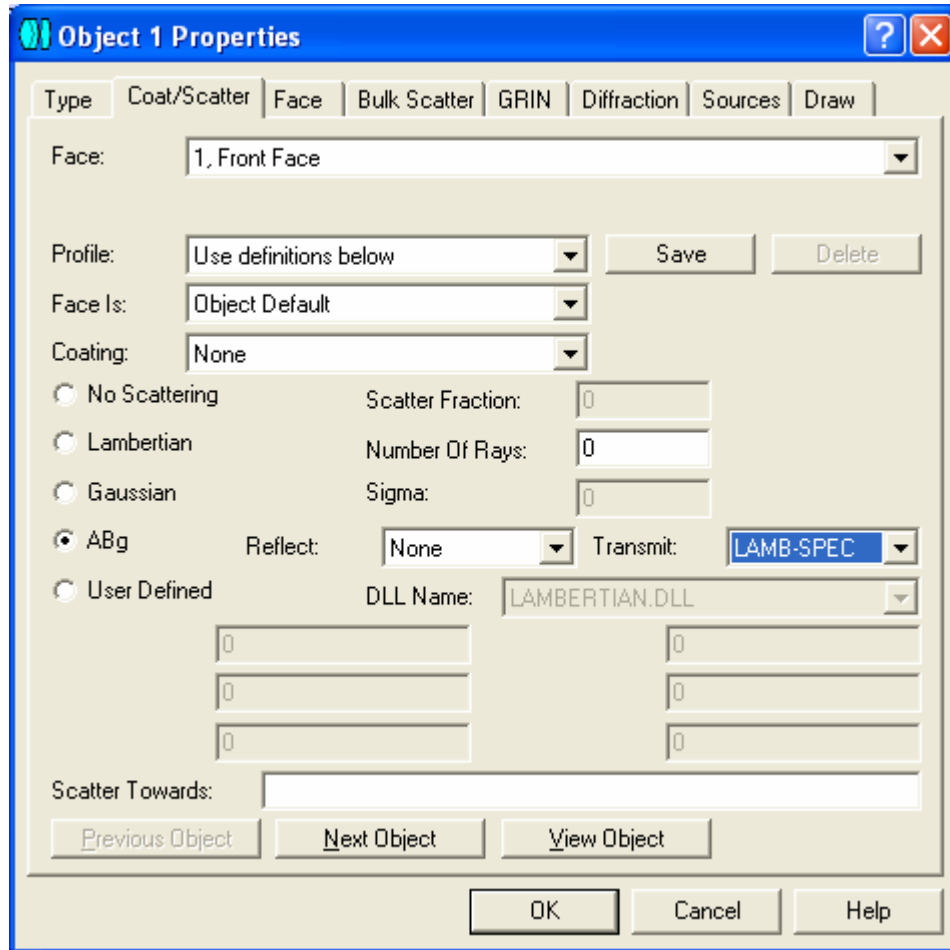 Object 1 Properties
Type Coat/Scatter Face Bulk Scatter GRIN Diffraction Sources Draw
Face: 1, Front Face
Profile: Use definitions below Save Delete
Face Is: Object Default
Coating: None
No Scattering Scatter Fraction: 0
Lambertian Number Of Rays: 0
Gaussian Sigma: 0
ABg Reflect: None Transmit: LAMB-SPEC
User Defined DLL Name: LAMBERTIAN.DLL
0 0
0 0
0 0
Scatter Towards:
Previous Object Next Object View Object
OK Cancel Help